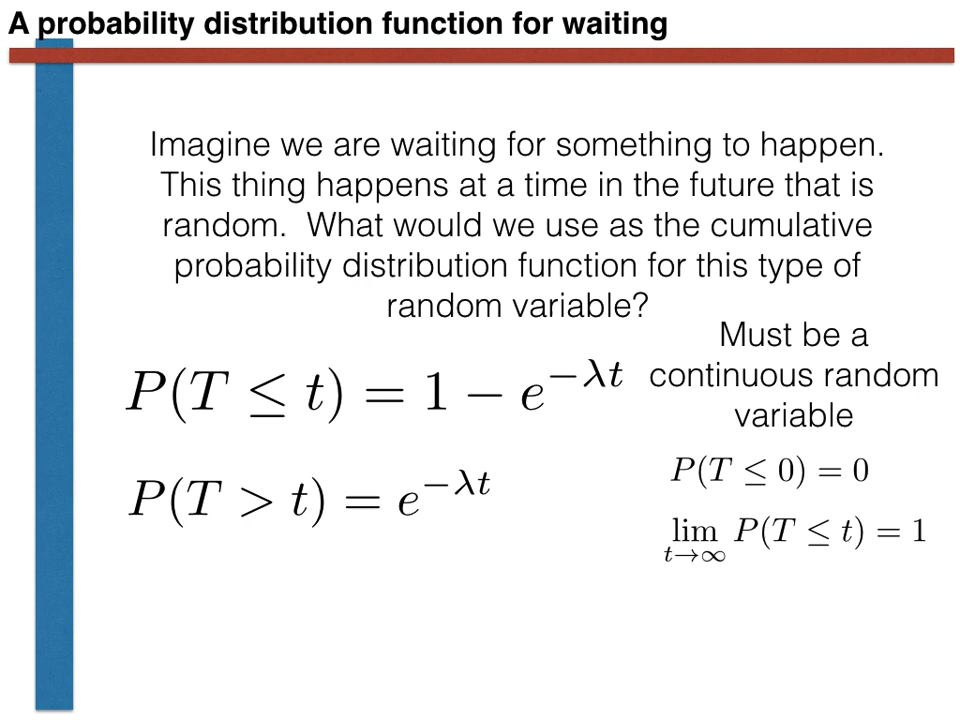 A probability distribution function for waiting
Imagine we are waiting for something to happen.
This thing happens at a time in the future that is
random.  What would we use as the cumulative
probability distribution function for this type of
random variable?
Must be a
continuous random
variable
P(T ≤ t) = 1 − e^{−λt}
P(T > t) = e^{−λt}
P(T ≤ 0) = 0
lim_{t→∞} P(T ≤ t) = 1